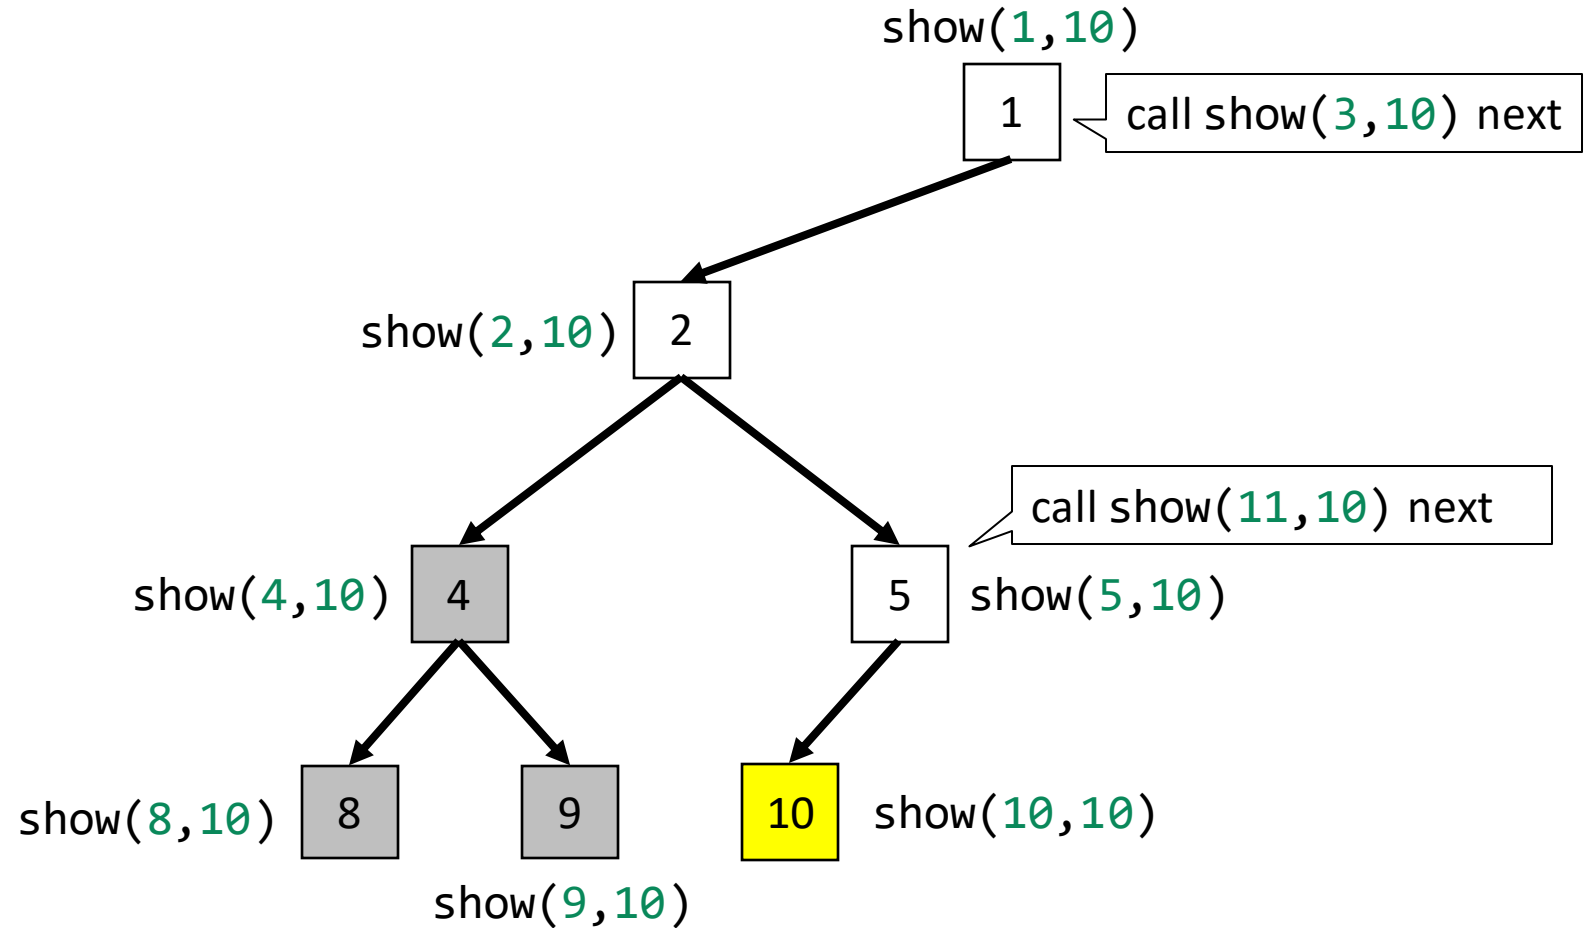 show(1,10)
1
call show(3,10) next
show(2,10)
2
call show(11,10) next
show(4,10)
4
5
show(5,10)
show(8,10)
8
9
10
show(10,10)
show(9,10)